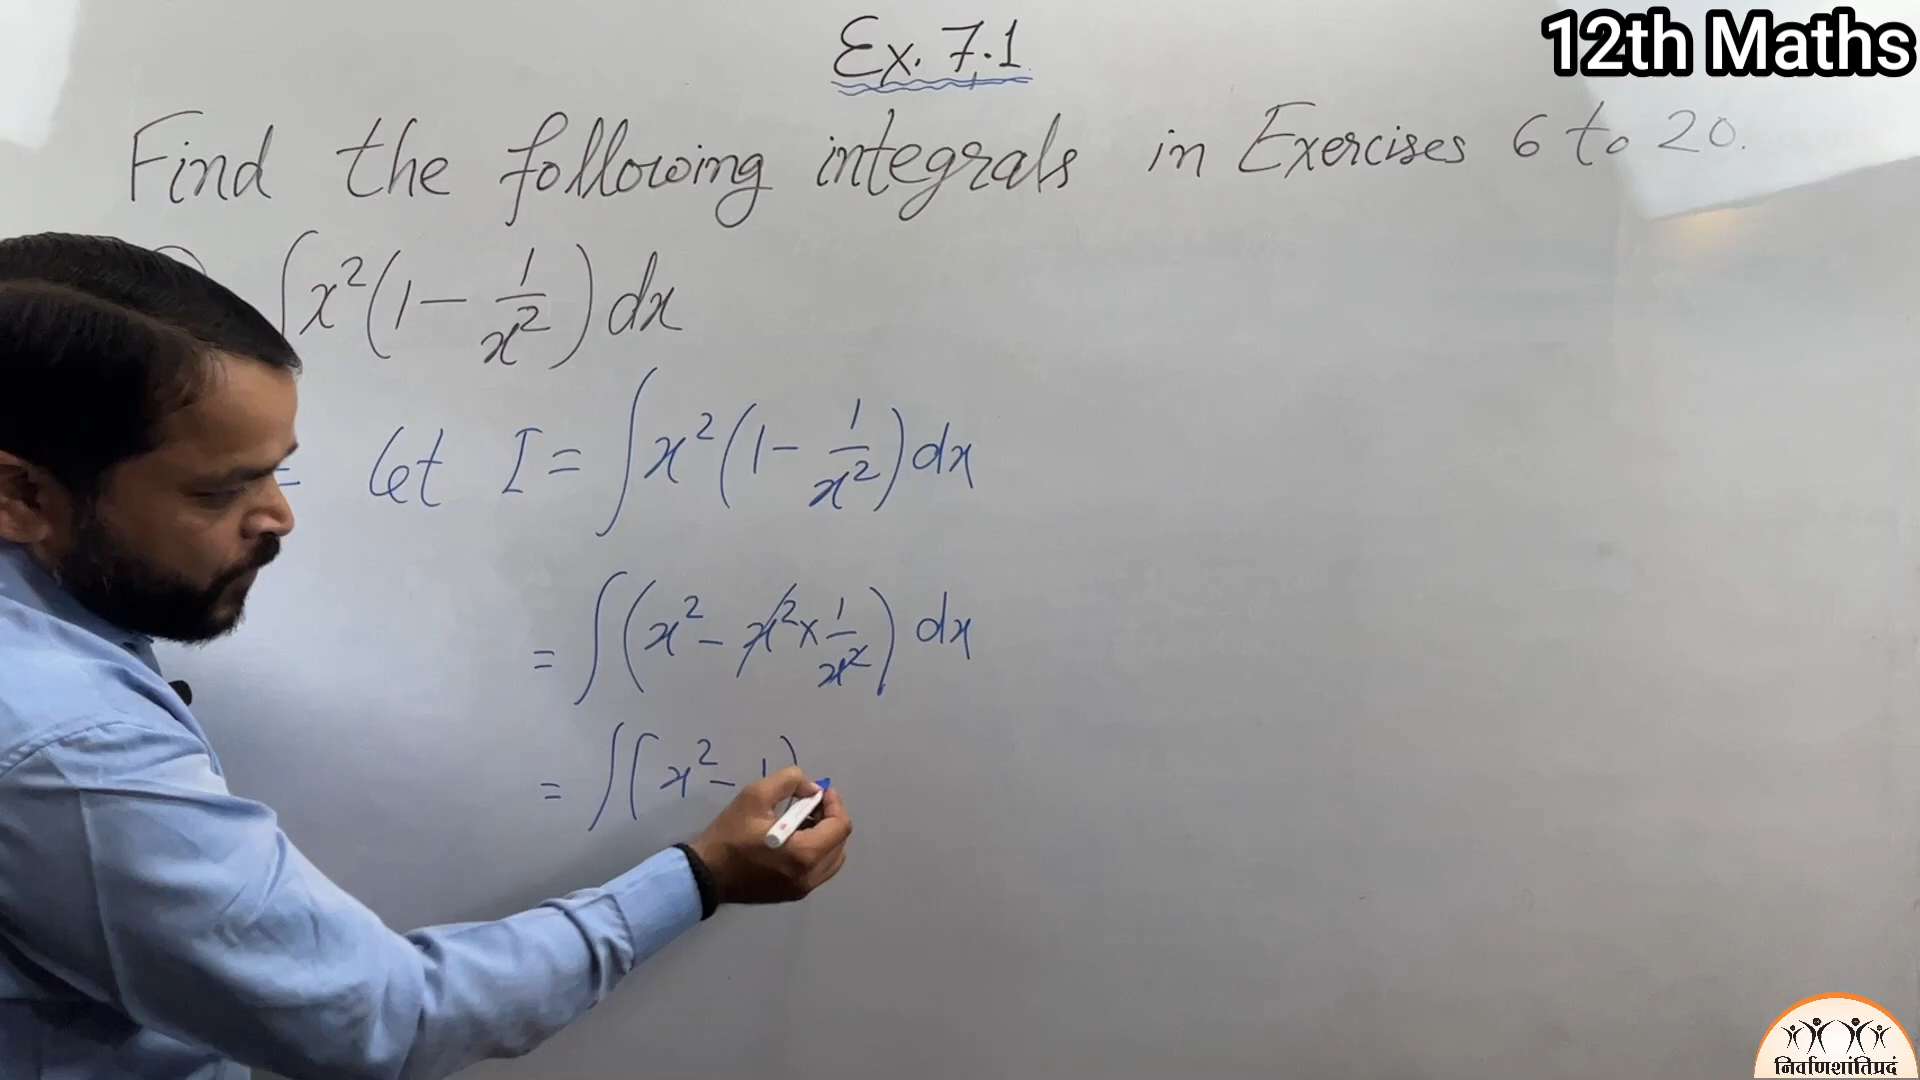 Ex. 7.1
12th Maths
Find the following integrals in Exercises 6 to 20.
∫x²(1 - 1/x²) dx
= Let I = ∫x²(1 - 1/x²) dx
= ∫(x² - x² × 1/x²) dx
= ∫(x² - 1)
निर्वाणशांतिप्रदं